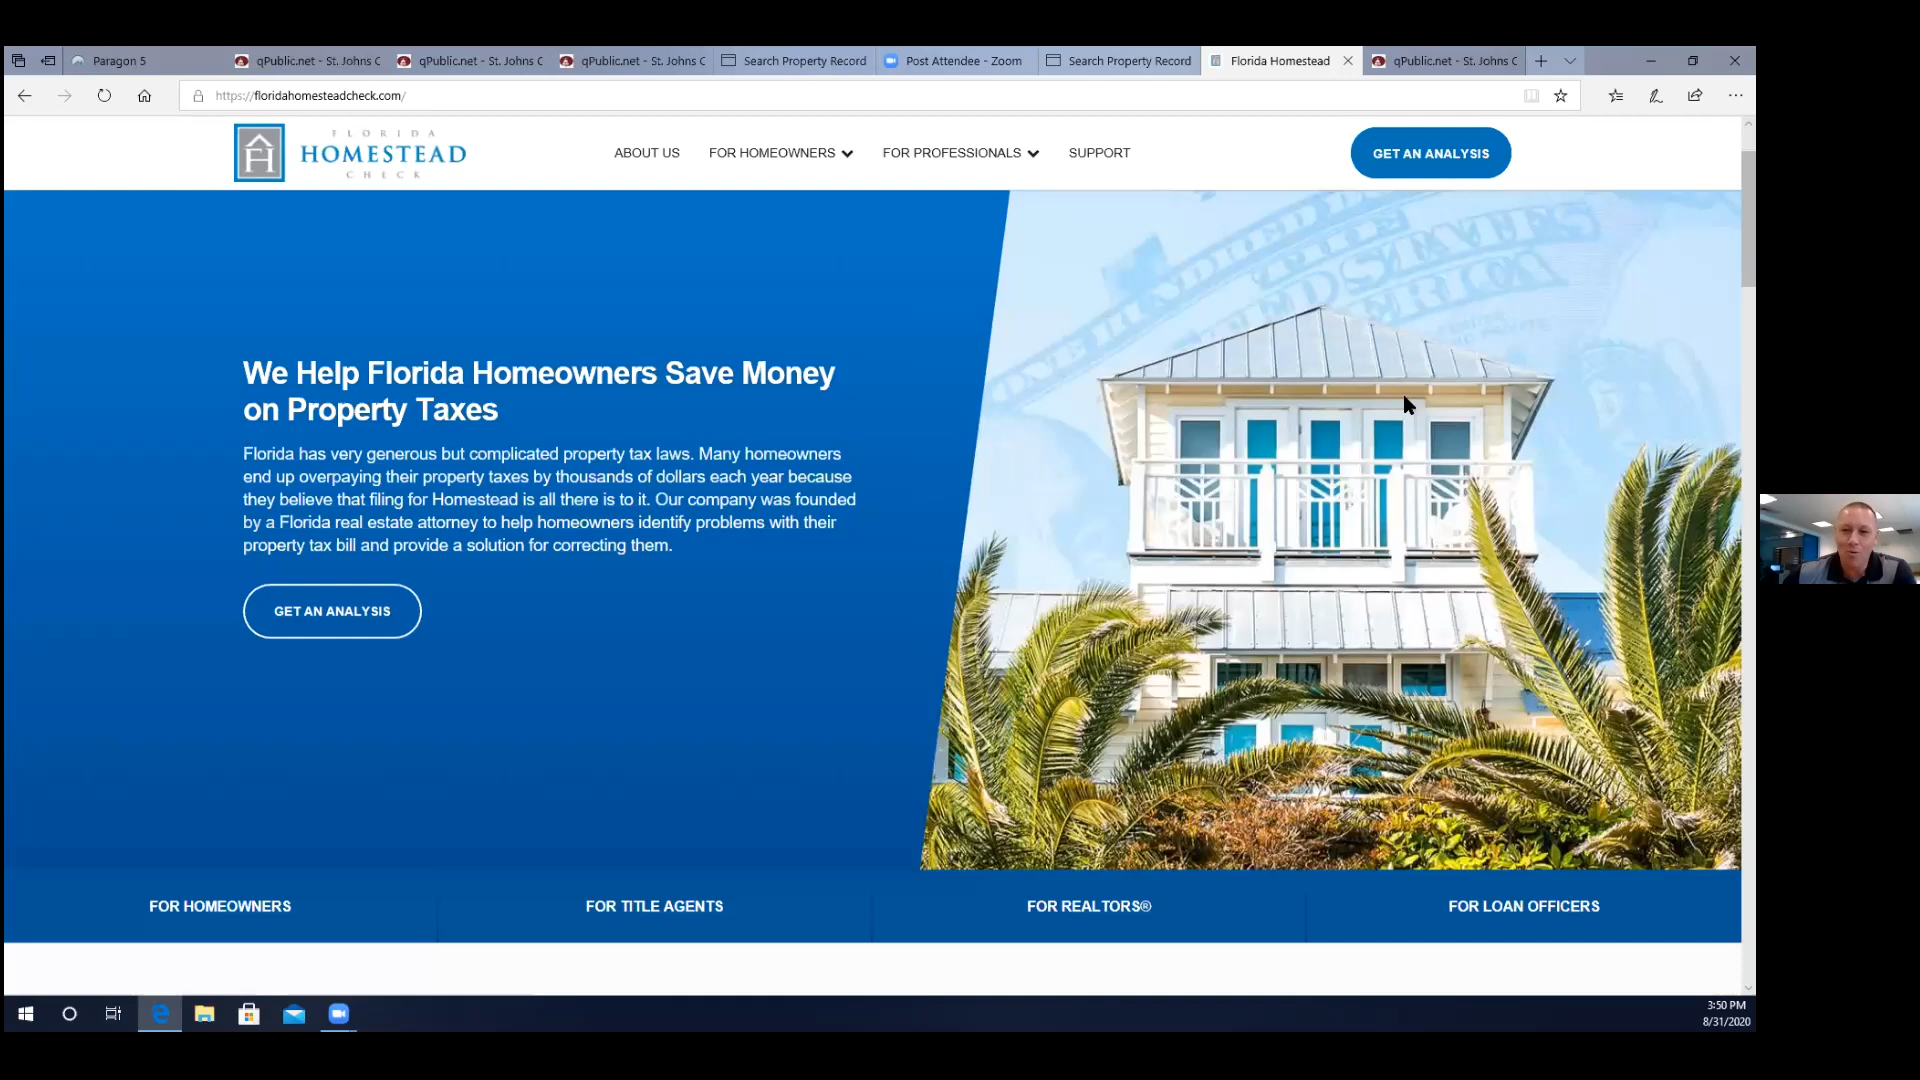 Paragon 5
qPublic.net - St. Johns C
qPublic.net - St. Johns C
qPublic.net - St. Johns C
Search Property Record
Post Attendee - Zoom
Search Property Record
Florida Homestead
qPublic.net - St. Johns C
https://floridahomesteadcheck.com/
FLORIDA
HOMESTEAD
CHECK
ABOUT US
FOR HOMEOWNERS
FOR PROFESSIONALS
SUPPORT
GET AN ANALYSIS
We Help Florida Homeowners Save Money
on Property Taxes
Florida has very generous but complicated property tax laws. Many homeowners
end up overpaying their property taxes by thousands of dollars each year because
they believe that filing for Homestead is all there is to it. Our company was founded
by a Florida real estate attorney to help homeowners identify problems with their
property tax bill and provide a solution for correcting them.
GET AN ANALYSIS
FOR HOMEOWNERS
FOR TITLE AGENTS
FOR REALTORS®
FOR LOAN OFFICERS
3:50 PM
8/31/2020